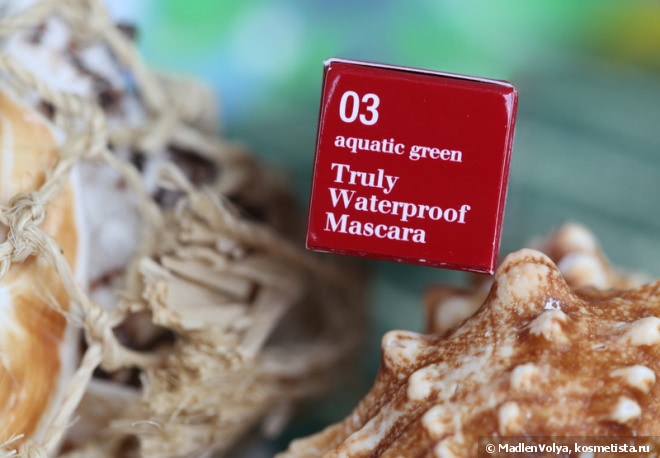 03
aquatic green
Truly
Waterproof
Mascara
© MadlenVolya, kosmetista.ru